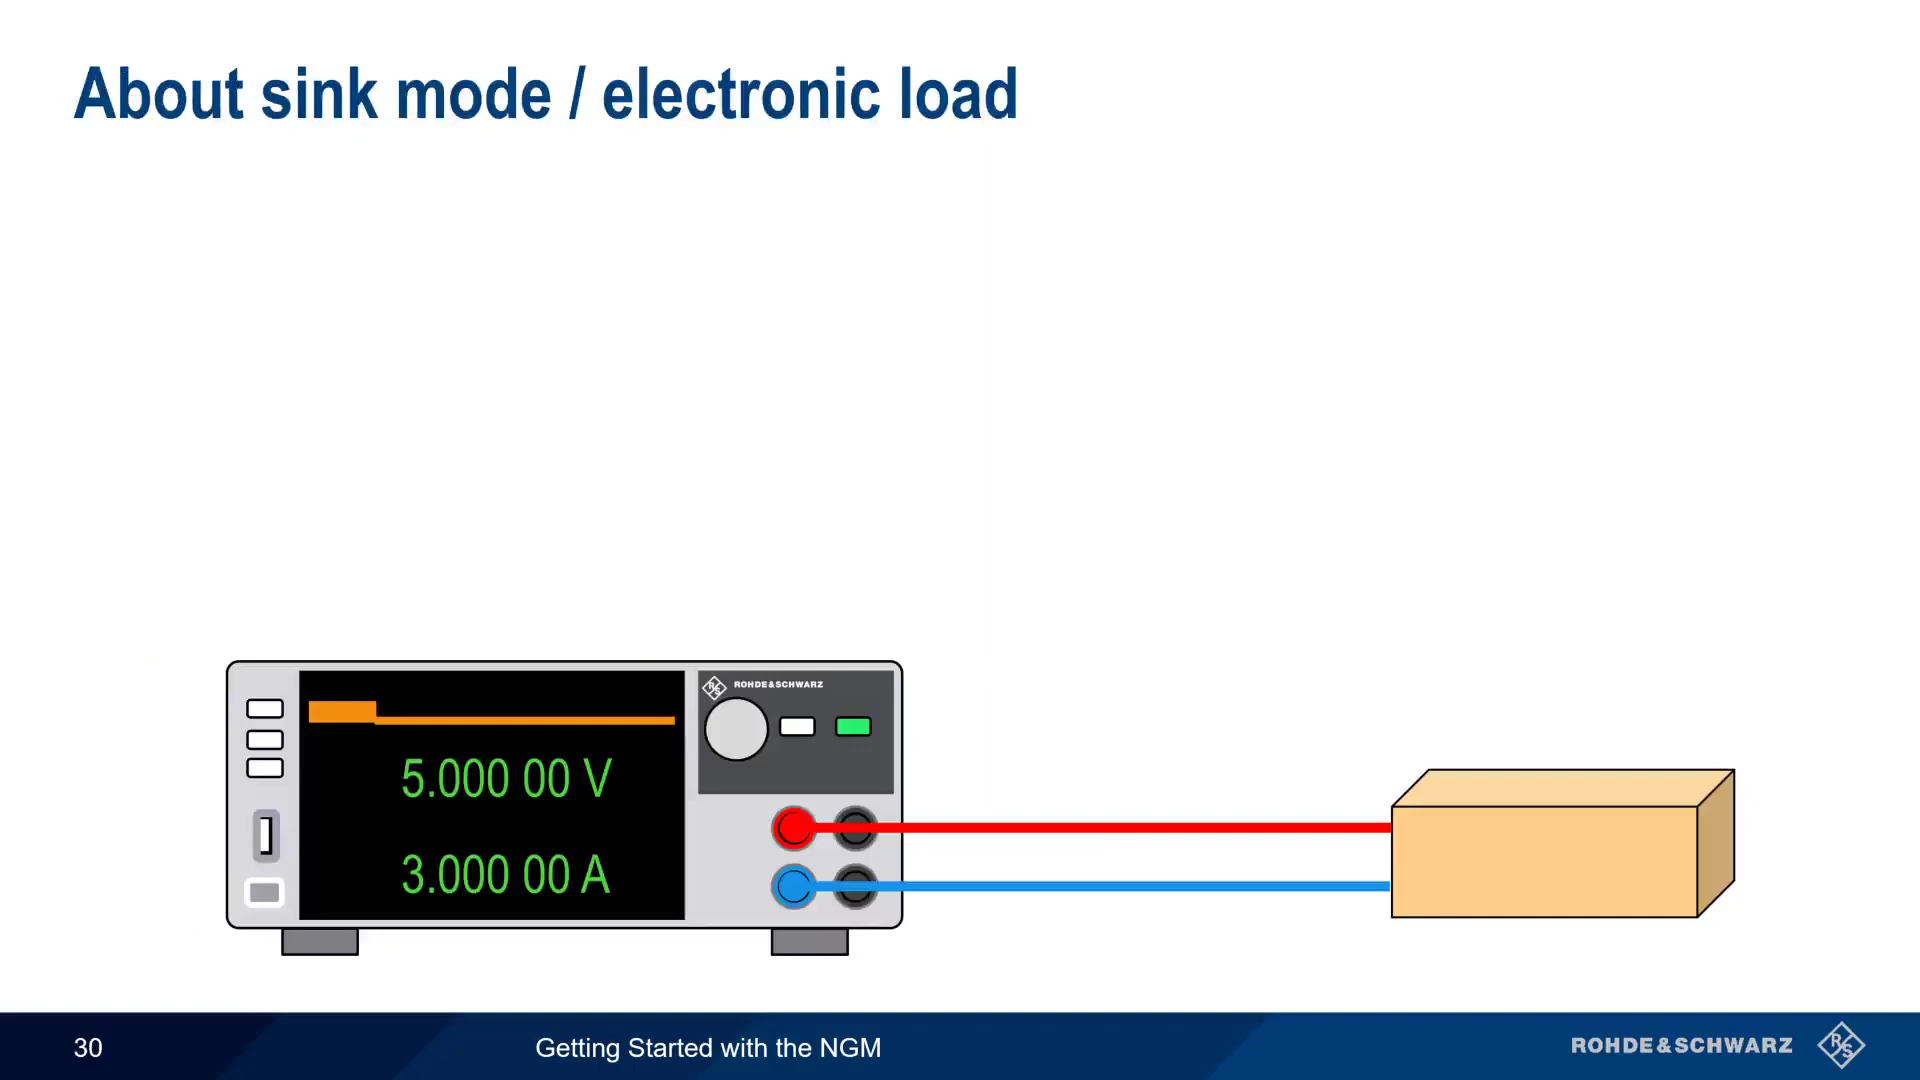 About sink mode / electronic load
ROHDE&SCHWARZ
5.000 00 V
3.000 00 A
30
Getting Started with the NGM
ROHDE&SCHWARZ